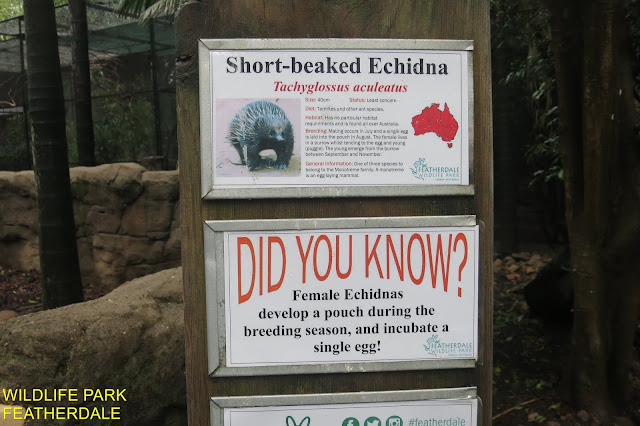 Short-beaked Echidna
Tachyglossus aculeatus
Size: 40cm Status: Least concern
Diet: Termites and other ant species.
Habitat: Has no particular habitat
requirements and is found all over Australia.
Breeding: Mating occurs in July and a single egg
is laid into the pouch in August. The female lives
in a burrow whilst tending to the egg and young
(puggle). The young emerge from the burrow
between September and November.
General Information: One of three species to
belong to the Monotreme family. A monotreme
is an egg-laying mammal.
FEATHERDALE
WILDLIFE PARK
DID YOU KNOW?
Female Echidnas
develop a pouch during the
breeding season, and incubate a
single egg!
FEATHERDALE
WILDLIFE PARK
#featherdale
WILDLIFE PARK
FEATHERDALE